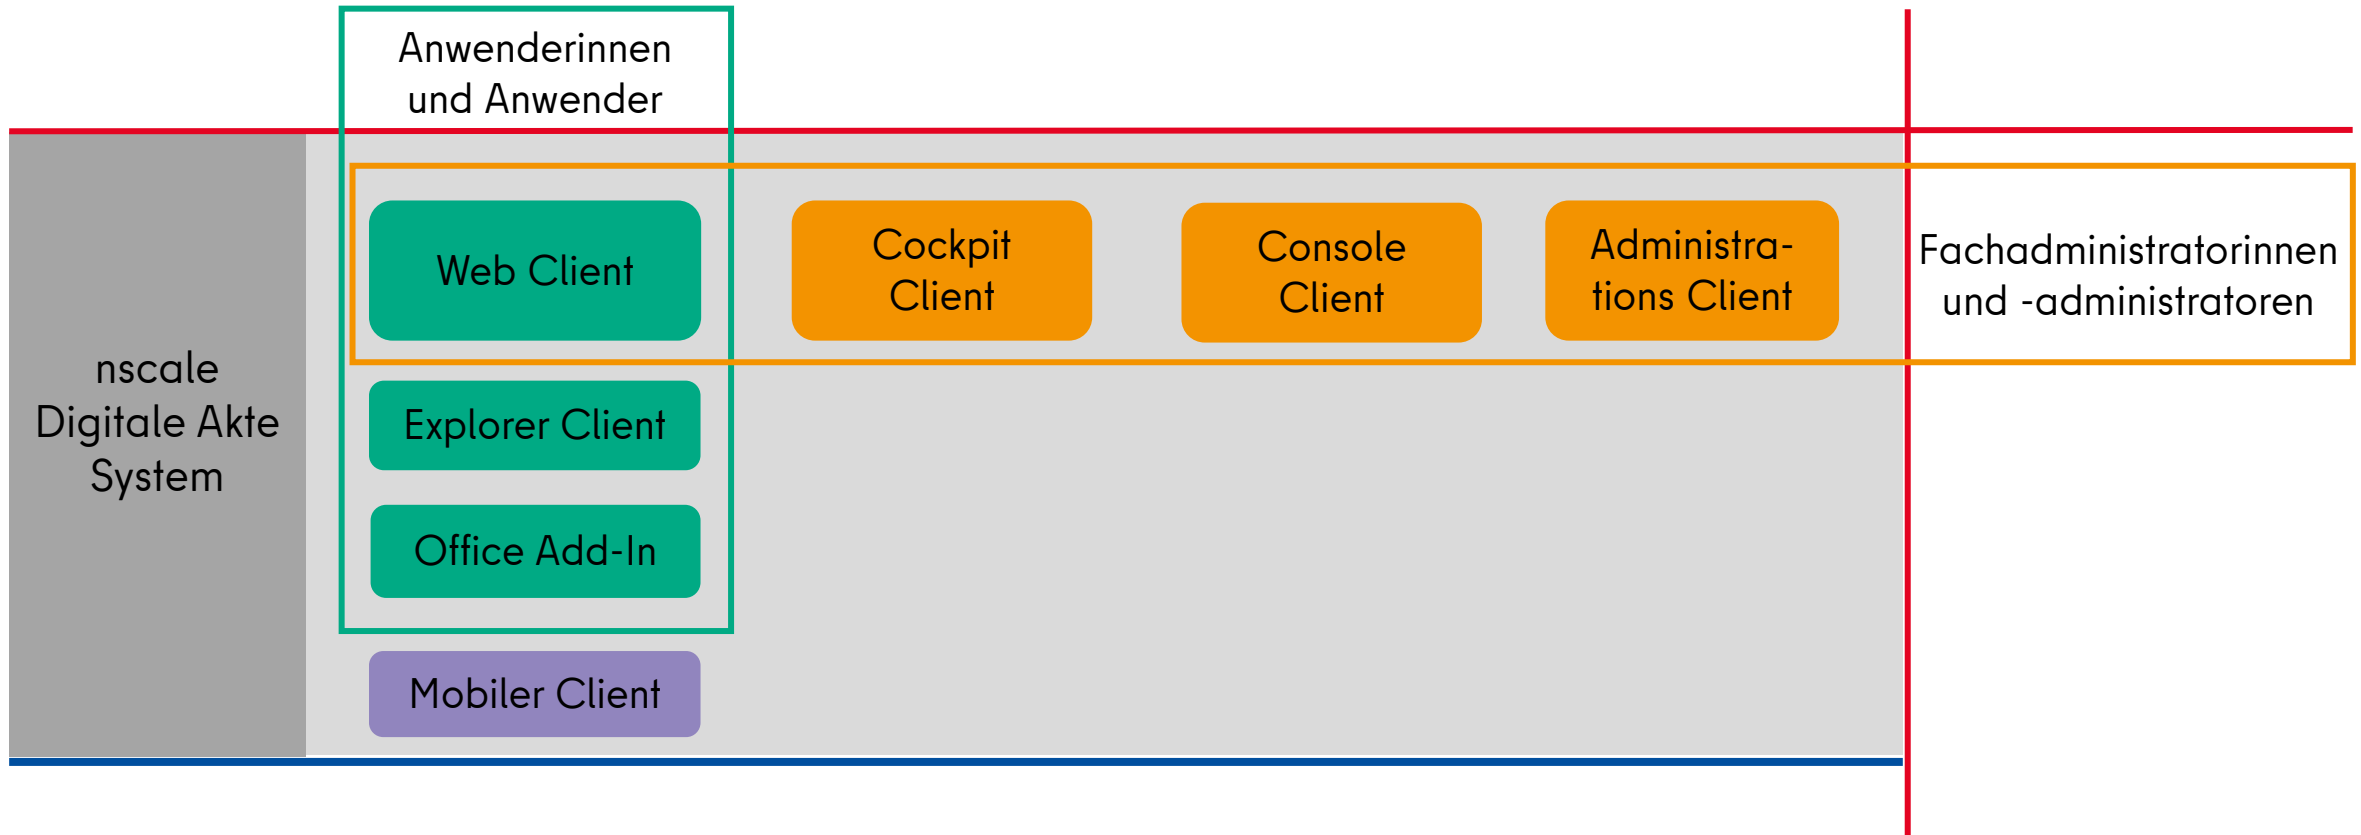 Anwenderinnen
und Anwender
nscale
Digitale Akte
System
Web Client
Cockpit
Client
Console
Client
Administra-
tions Client
Fachadministratorinnen
und -administratoren
Explorer Client
Office Add-In
Mobiler Client